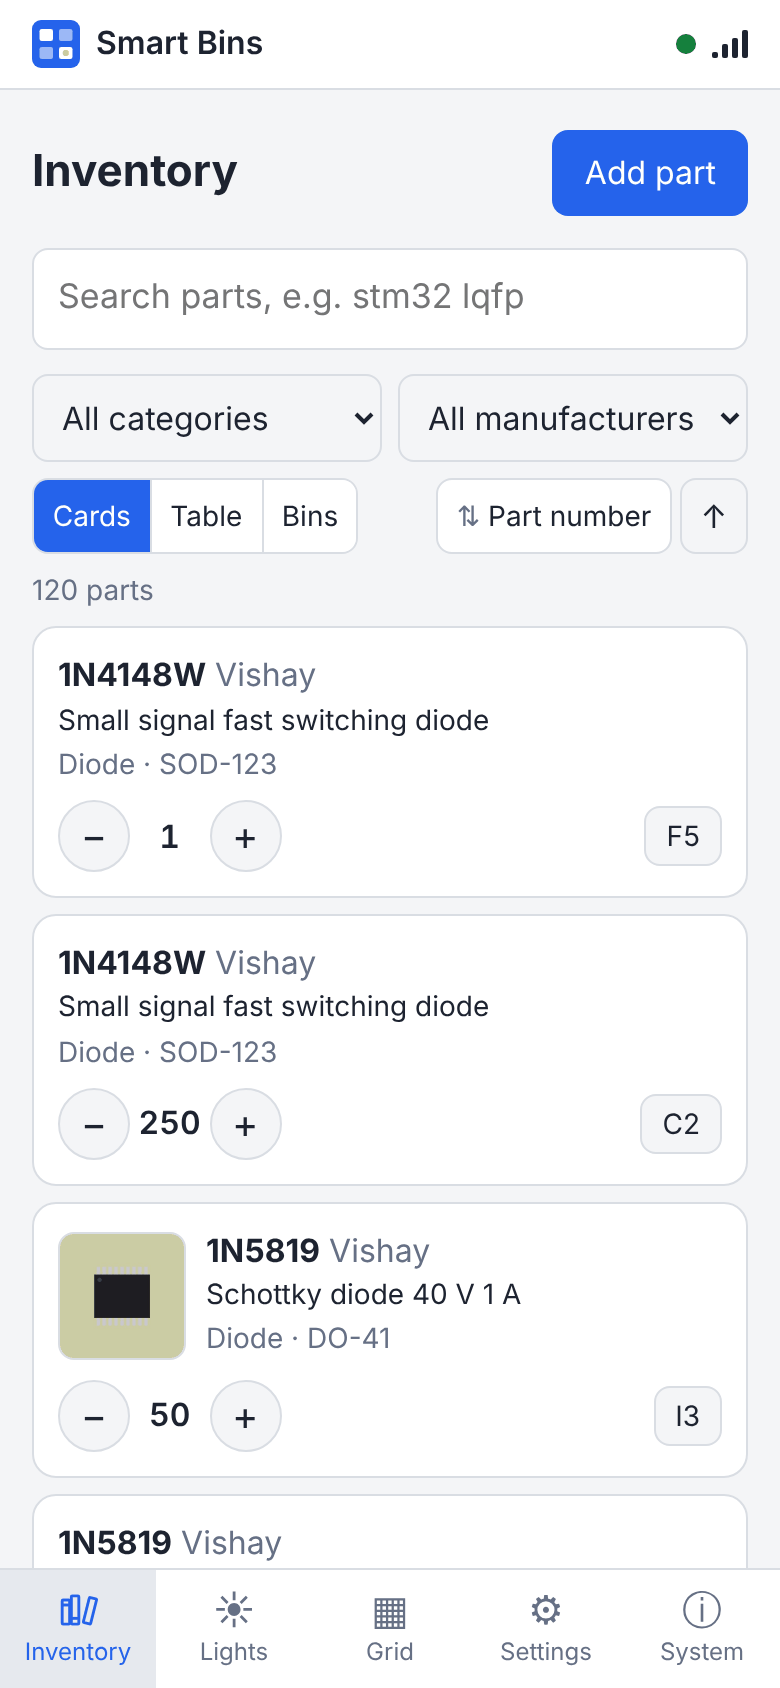 Smart Bins
Inventory
Add part
Search parts, e.g. stm32 lqfp
All categories
All manufacturers
Cards
Table
Bins
⇅ Part number
↑
120 parts
1N4148W Vishay
Small signal fast switching diode
Diode · SOD-123
− 1 +
F5
1N4148W Vishay
Small signal fast switching diode
Diode · SOD-123
− 250 +
C2
1N5819 Vishay
Schottky diode 40 V 1 A
Diode · DO-41
− 50 +
I3
1N5819 Vishay
Inventory
Lights
Grid
Settings
System